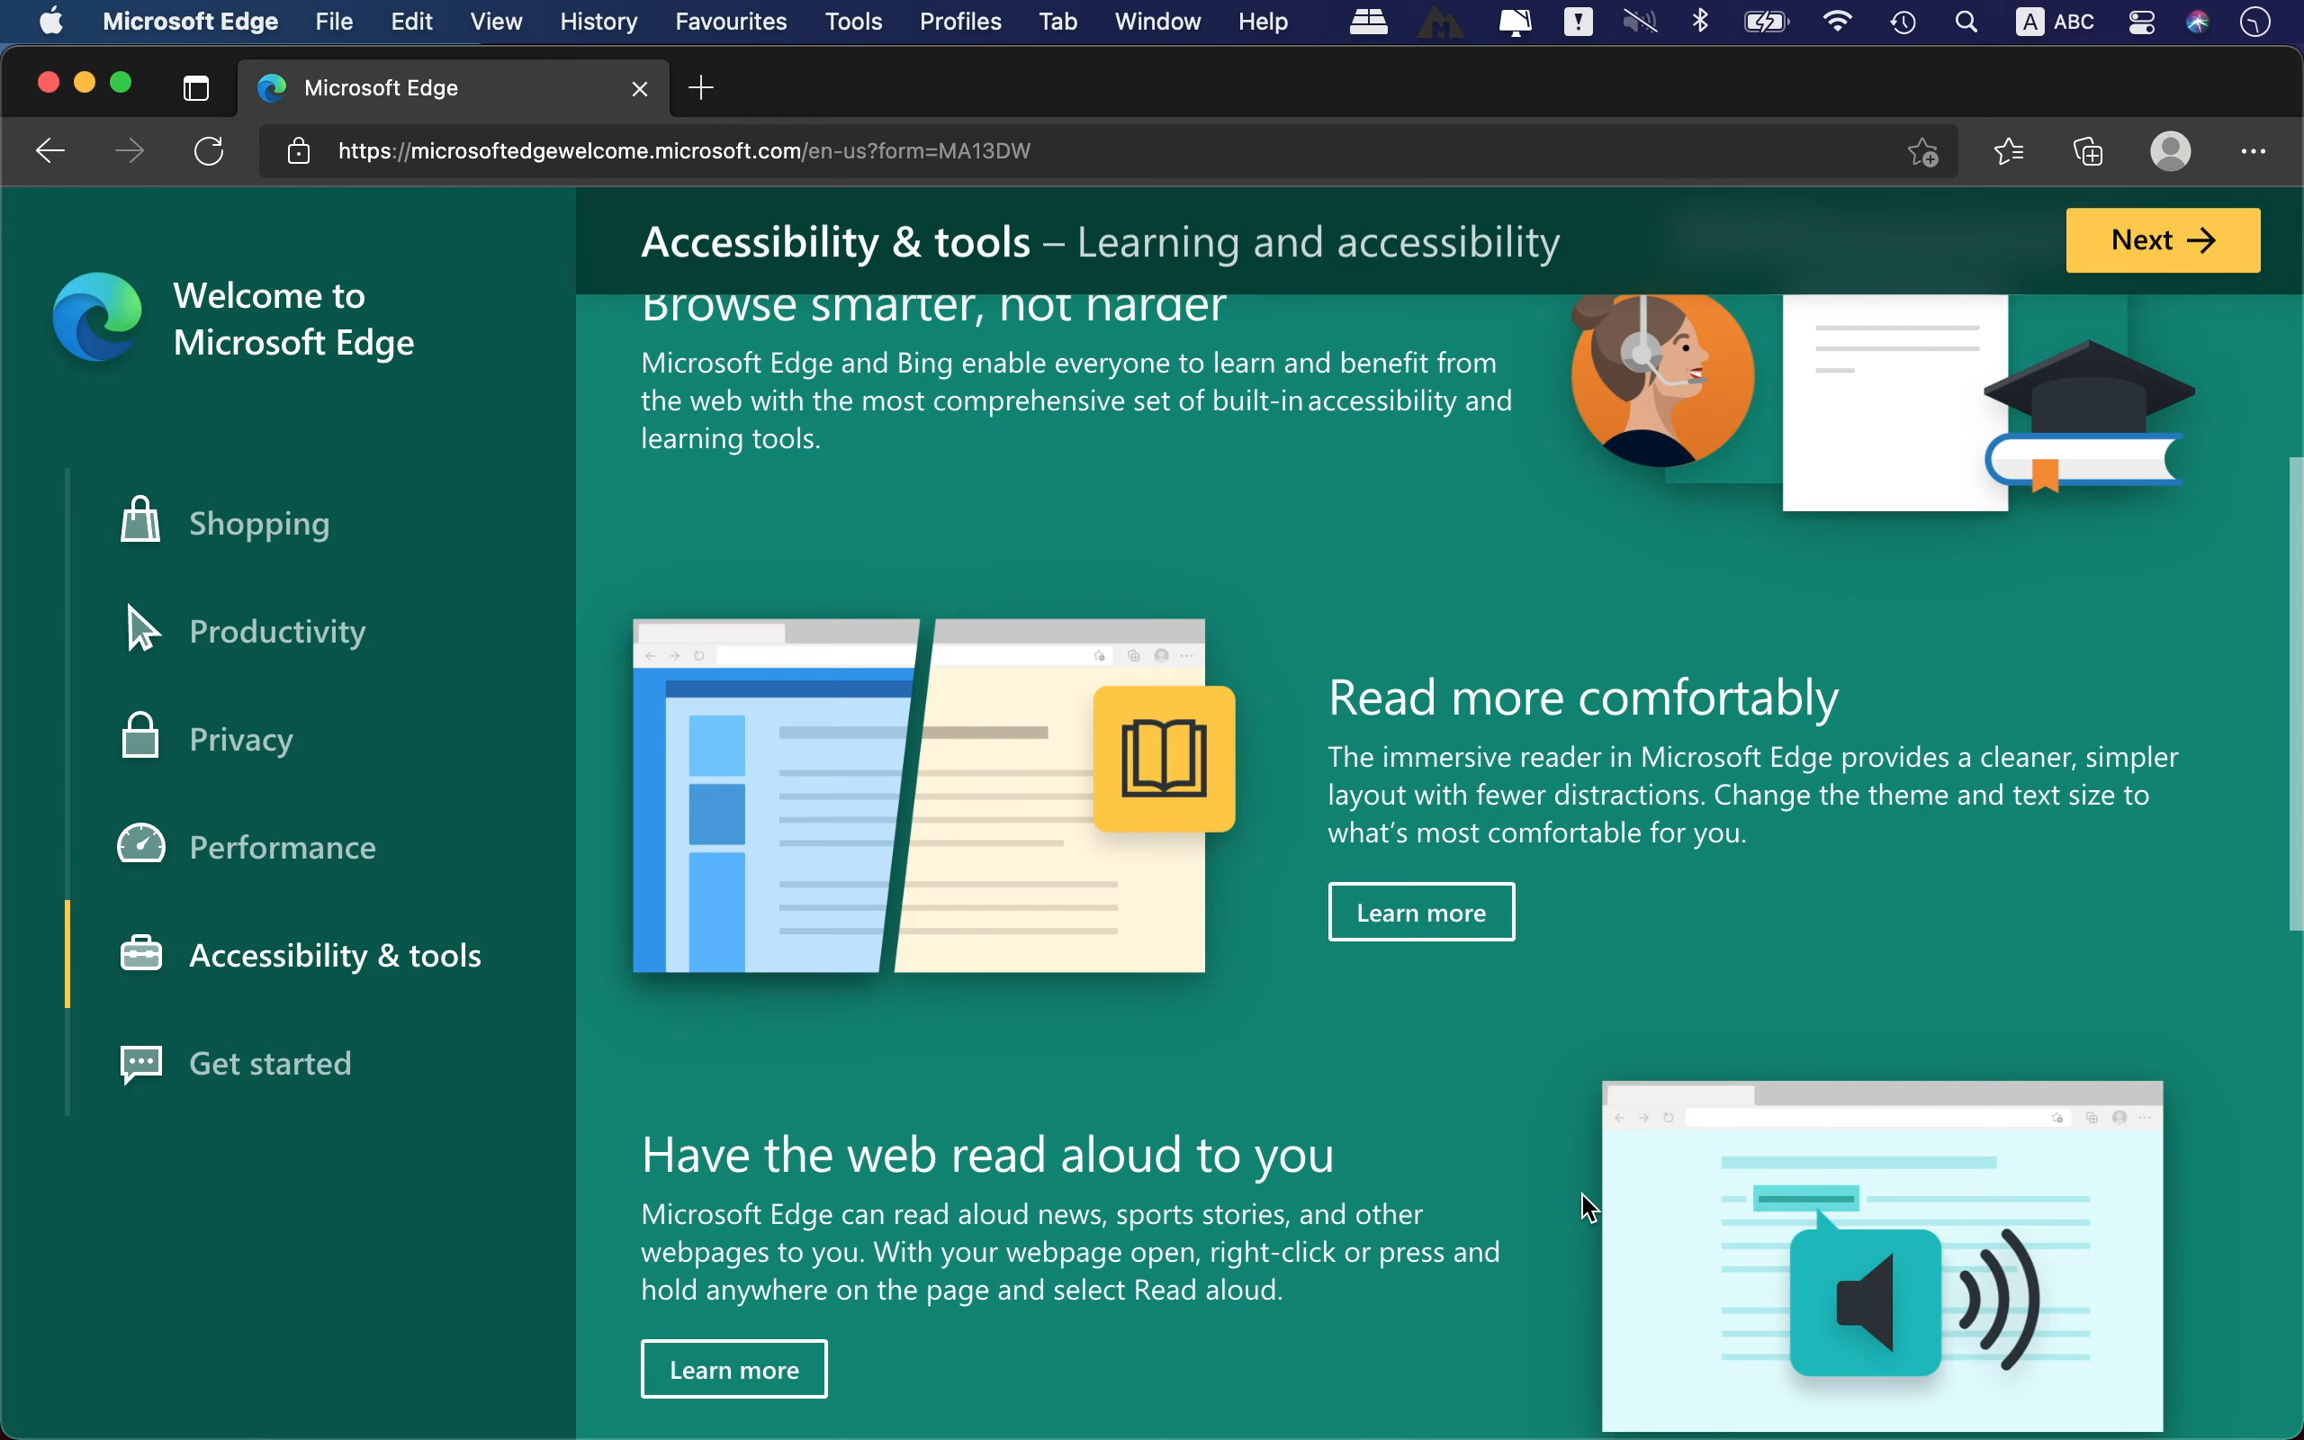 Microsoft Edge File Edit View History Favourites Tools Profiles Tab Window Help A ABC
Microsoft Edge
https://microsoftedgewelcome.microsoft.com/en-us?form=MA13DW
Welcome to
Microsoft Edge
Shopping
Productivity
Privacy
Performance
Accessibility & tools
Get started
Accessibility & tools – Learning and accessibility
Next
Browse smarter, not harder
Microsoft Edge and Bing enable everyone to learn and benefit from
the web with the most comprehensive set of built-in accessibility and
learning tools.
Read more comfortably
The immersive reader in Microsoft Edge provides a cleaner, simpler
layout with fewer distractions. Change the theme and text size to
what's most comfortable for you.
Learn more
Have the web read aloud to you
Microsoft Edge can read aloud news, sports stories, and other
webpages to you. With your webpage open, right-click or press and
hold anywhere on the page and select Read aloud.
Learn more